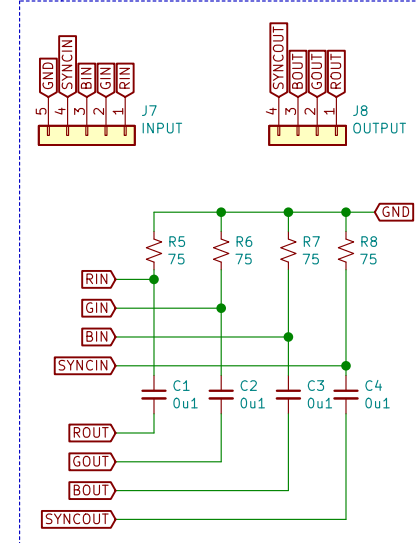 GND SYNCIN BIN GIN RIN
5 4 3 2 1
J7
INPUT
SYNCOUT BOUT GOUT ROUT
4 3 2 1
J8
OUTPUT
GND
R5 R6 R7 R8
75 75 75 75
RIN
GIN
BIN
SYNCIN
C1 C2 C3 C4
0u1 0u1 0u1 0u1
ROUT
GOUT
BOUT
SYNCOUT